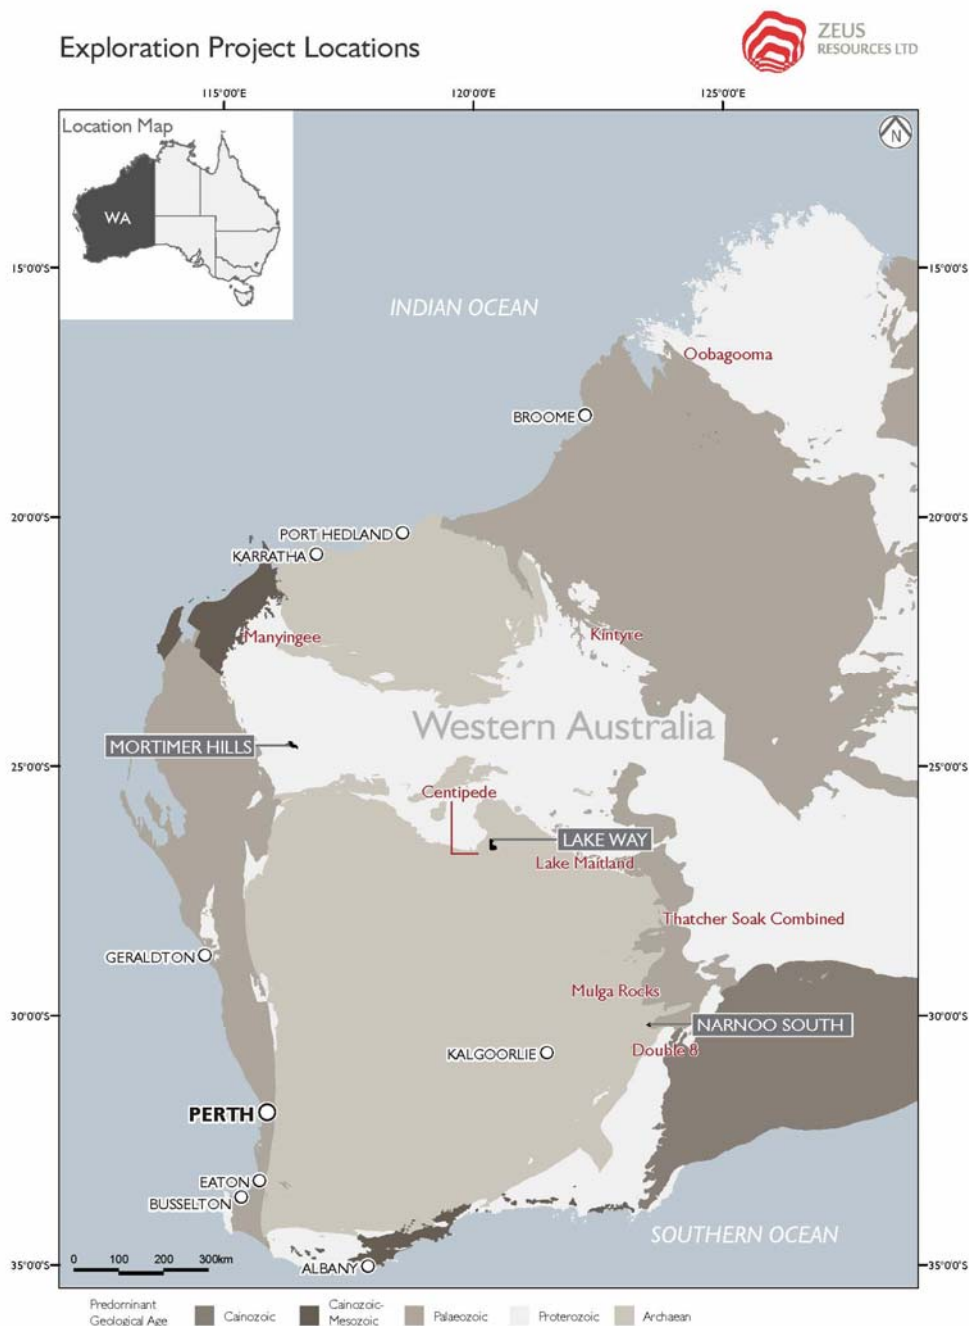 Exploration Project Locations
ZEUS
RESOURCES LTD
115°0'0"E
120°0'0"E
125°0'0"E
Location Map
N
WA
15°0'0"S
15°0'0"S
INDIAN OCEAN
Oobagooma
BROOME
20°0'0"S
20°0'0"S
PORT HEDLAND
KARRATHA
Manyingee
Kintyre
Western Australia
MORTIMER HILLS
25°0'0"S
25°0'0"S
Centipede
LAKE WAY
Lake Maitland
Thatcher Soak Combined
GERALDTON
Mulga Rocks
30°0'0"S
NARNOO SOUTH
30°0'0"S
KALGOORLIE
Double 8
PERTH
EATON
BUSSELTON
SOUTHERN OCEAN
0 100 200 300km
35°0'0"S
ALBANY
35°0'0"S
Predominant
Geological Age
Cainozoic
Cainozoic-
Mesozoic
Palaeozoic
Proterozoic
Archaean